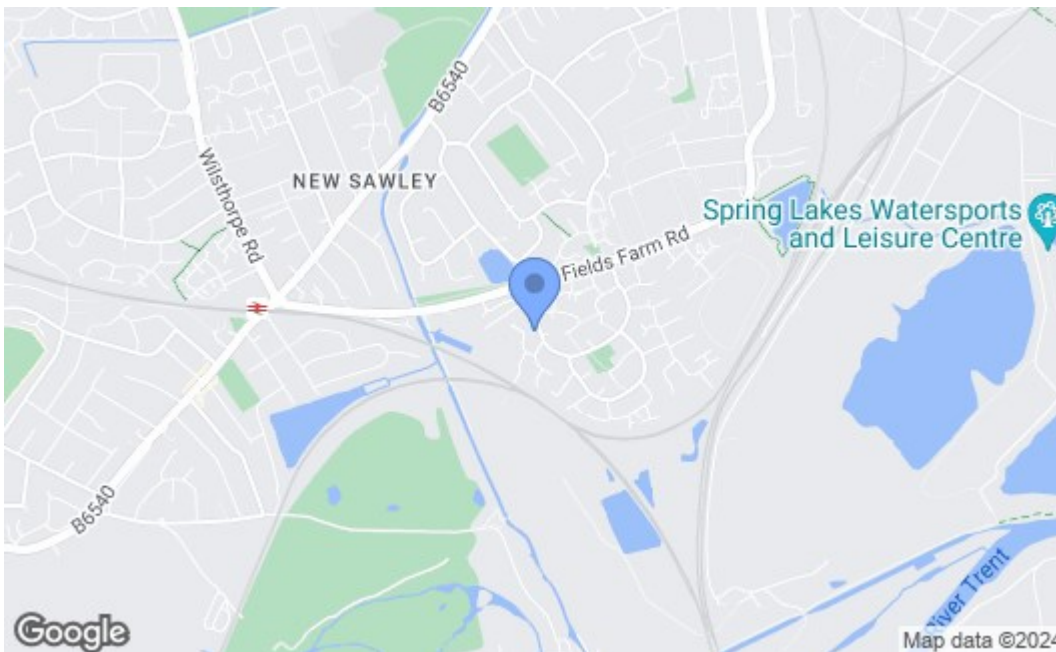 B6540
Wilsthorpe Rd
NEW SAWLEY
Spring Lakes Watersports
and Leisure Centre
Fields Farm Rd
B6540
River Trent
Google
Map data ©2024